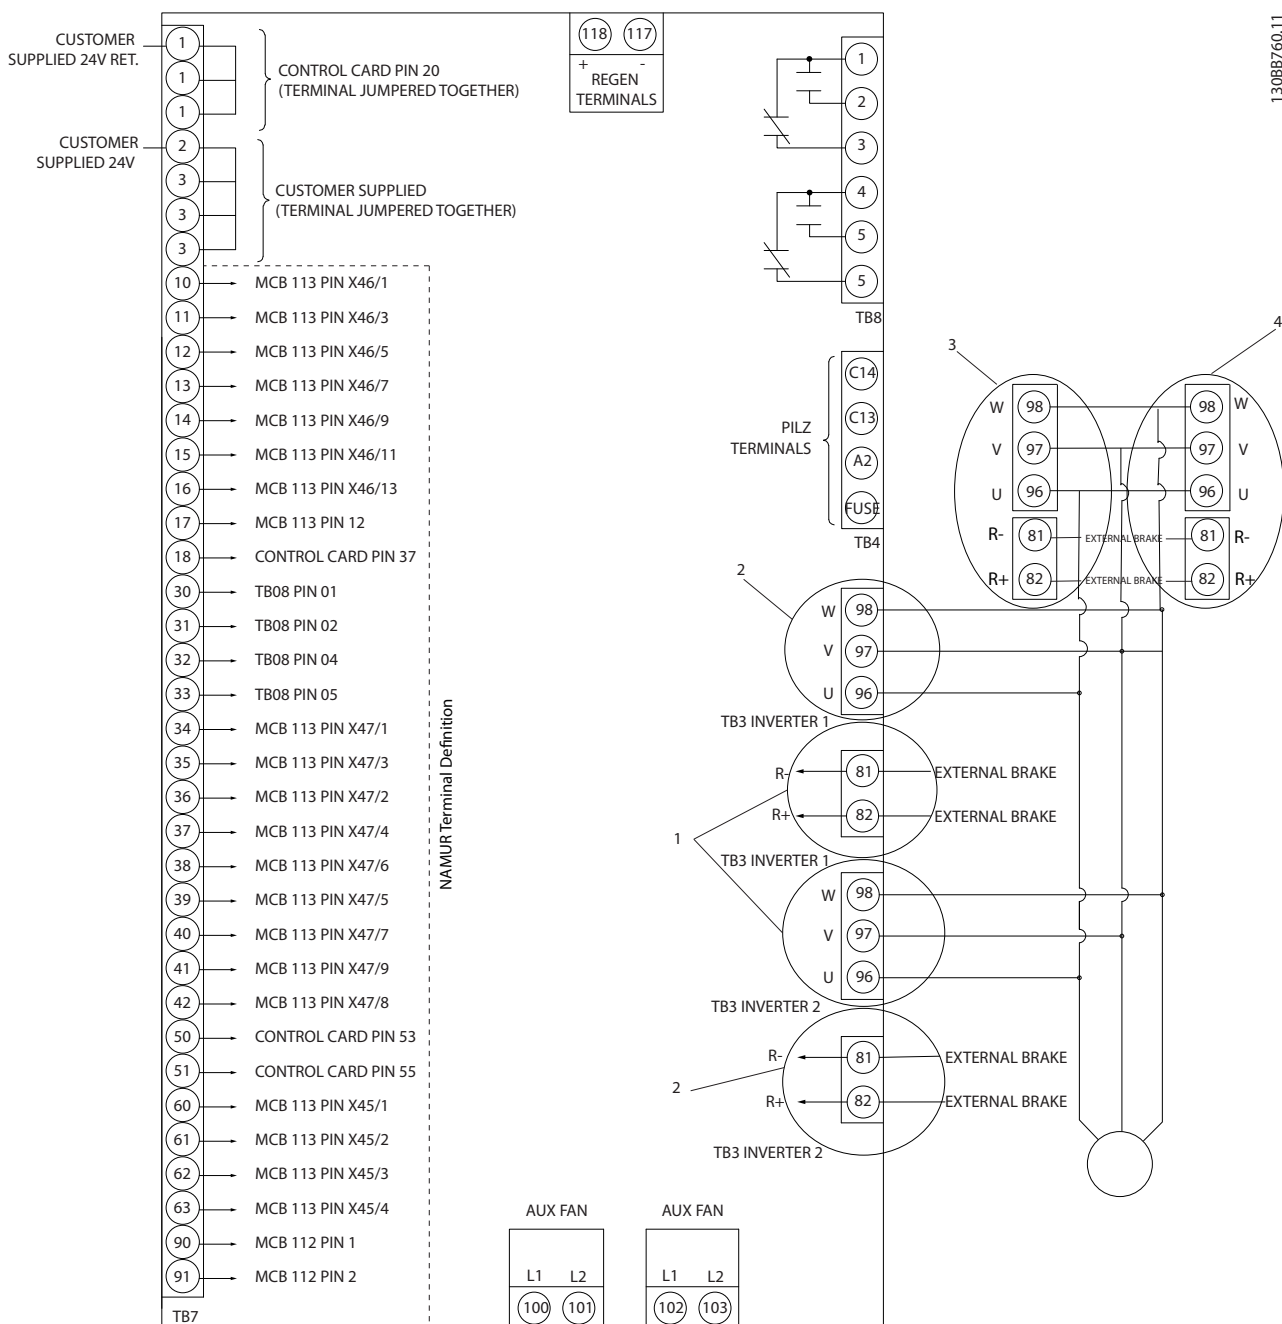 130BB760.11
CUSTOMER
SUPPLIED 24V RET.
1
1
1
CONTROL CARD PIN 20
(TERMINAL JUMPERED TOGETHER)
CUSTOMER
SUPPLIED 24V
2
3
3
3
CUSTOMER SUPPLIED
(TERMINAL JUMPERED TOGETHER)
10 MCB 113 PIN X46/1
11 MCB 113 PIN X46/3
12 MCB 113 PIN X46/5
13 MCB 113 PIN X46/7
14 MCB 113 PIN X46/9
15 MCB 113 PIN X46/11
16 MCB 113 PIN X46/13
17 MCB 113 PIN 12
18 CONTROL CARD PIN 37
30 TB08 PIN 01
31 TB08 PIN 02
32 TB08 PIN 04
33 TB08 PIN 05
34 MCB 113 PIN X47/1
35 MCB 113 PIN X47/3
36 MCB 113 PIN X47/2
37 MCB 113 PIN X47/4
38 MCB 113 PIN X47/6
39 MCB 113 PIN X47/5
40 MCB 113 PIN X47/7
41 MCB 113 PIN X47/9
42 MCB 113 PIN X47/8
50 CONTROL CARD PIN 53
51 CONTROL CARD PIN 55
60 MCB 113 PIN X45/1
61 MCB 113 PIN X45/2
62 MCB 113 PIN X45/3
63 MCB 113 PIN X45/4
90 MCB 112 PIN 1
91 MCB 112 PIN 2
TB7
NAMUR Terminal Definition
118 117
+ -
REGEN
TERMINALS
1
2
3
4
5
5
TB8
PILZ
TERMINALS
C14
C13
A2
FUSE
TB4
2
W 98
V 97
U 96
TB3 INVERTER 1
R- 81 EXTERNAL BRAKE
R+ 82 EXTERNAL BRAKE
1
TB3 INVERTER 1
W 98
V 97
U 96
TB3 INVERTER 2
R- 81 EXTERNAL BRAKE
2
R+ 82 EXTERNAL BRAKE
TB3 INVERTER 2
3 4
W 98 98 W
V 97 97 V
U 96 96 U
R- 81 EXTERNAL BRAKE 81 R-
R+ 82 EXTERNAL BRAKE 82 R+
AUX FAN AUX FAN
L1 L2 L1 L2
100 101 102 103